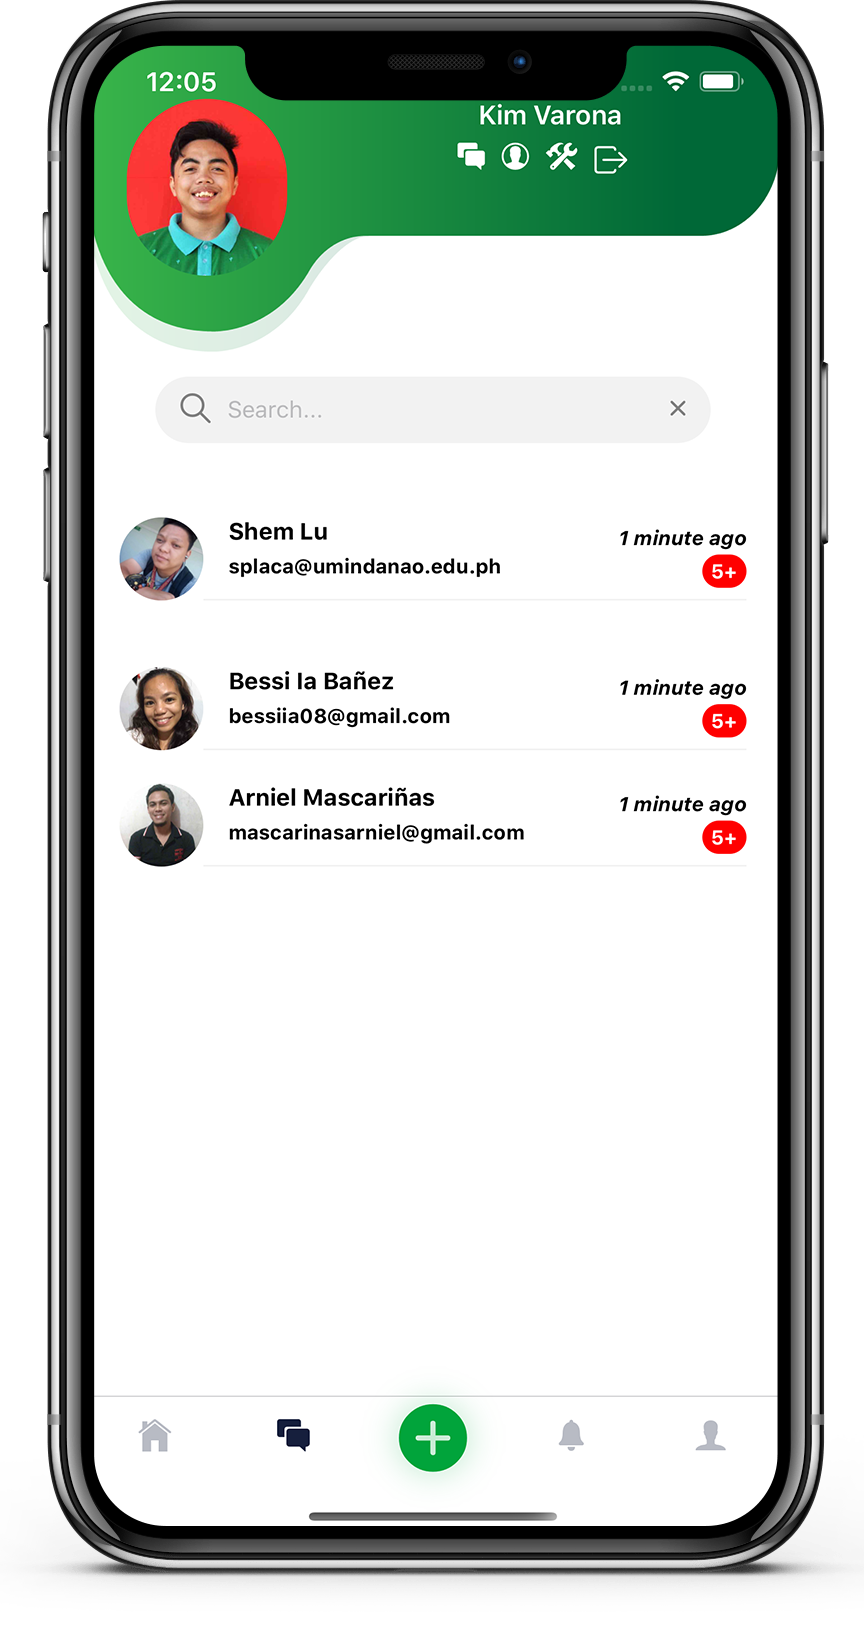 12:05
Kim Varona
Search...
Shem Lu
1 minute ago
splaca@umindanao.edu.ph
5+
Bessi Ia Bañez
1 minute ago
bessiia08@gmail.com
5+
Arniel Mascariñas
1 minute ago
mascarinasarniel@gmail.com
5+